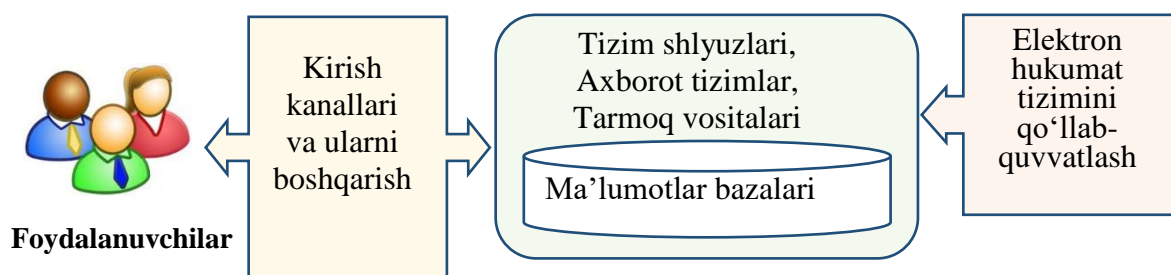 Foydalanuvchilar
Kirish
kanallari
va ularni
boshqarish
Tizim shlyuzlari,
Axborot tizimlar,
Tarmoq vositalari
Ma’lumotlar bazalari
Elektron
hukumat
tizimini
qo‘llab-
quvvatlash